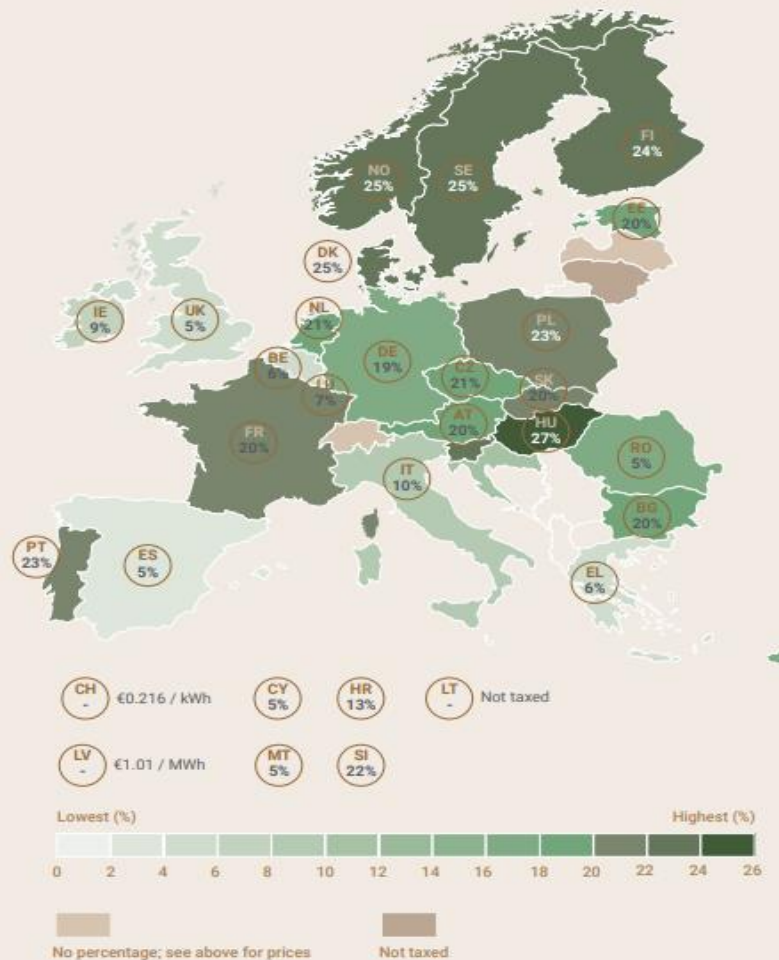 FI
24%
NO
25%
SE
25%
EE
20%
DK
25%
IE
9%
UK
5%
NL
21%
PL
23%
BE
6%
DE
19%
CZ
21%
LU
7%
SK
20%
FR
20%
AT
20%
HU
27%
RO
5%
IT
10%
BG
20%
PT
23%
ES
5%
EL
6%
CH
-
€0.216 / kWh
CY
5%
HR
13%
LT
-
Not taxed
LV
-
€1.01 / MWh
MT
5%
SI
22%
Lowest (%) Highest (%)
0 2 4 6 8 10 12 14 16 18 20 22 24 26
No percentage; see above for prices Not taxed